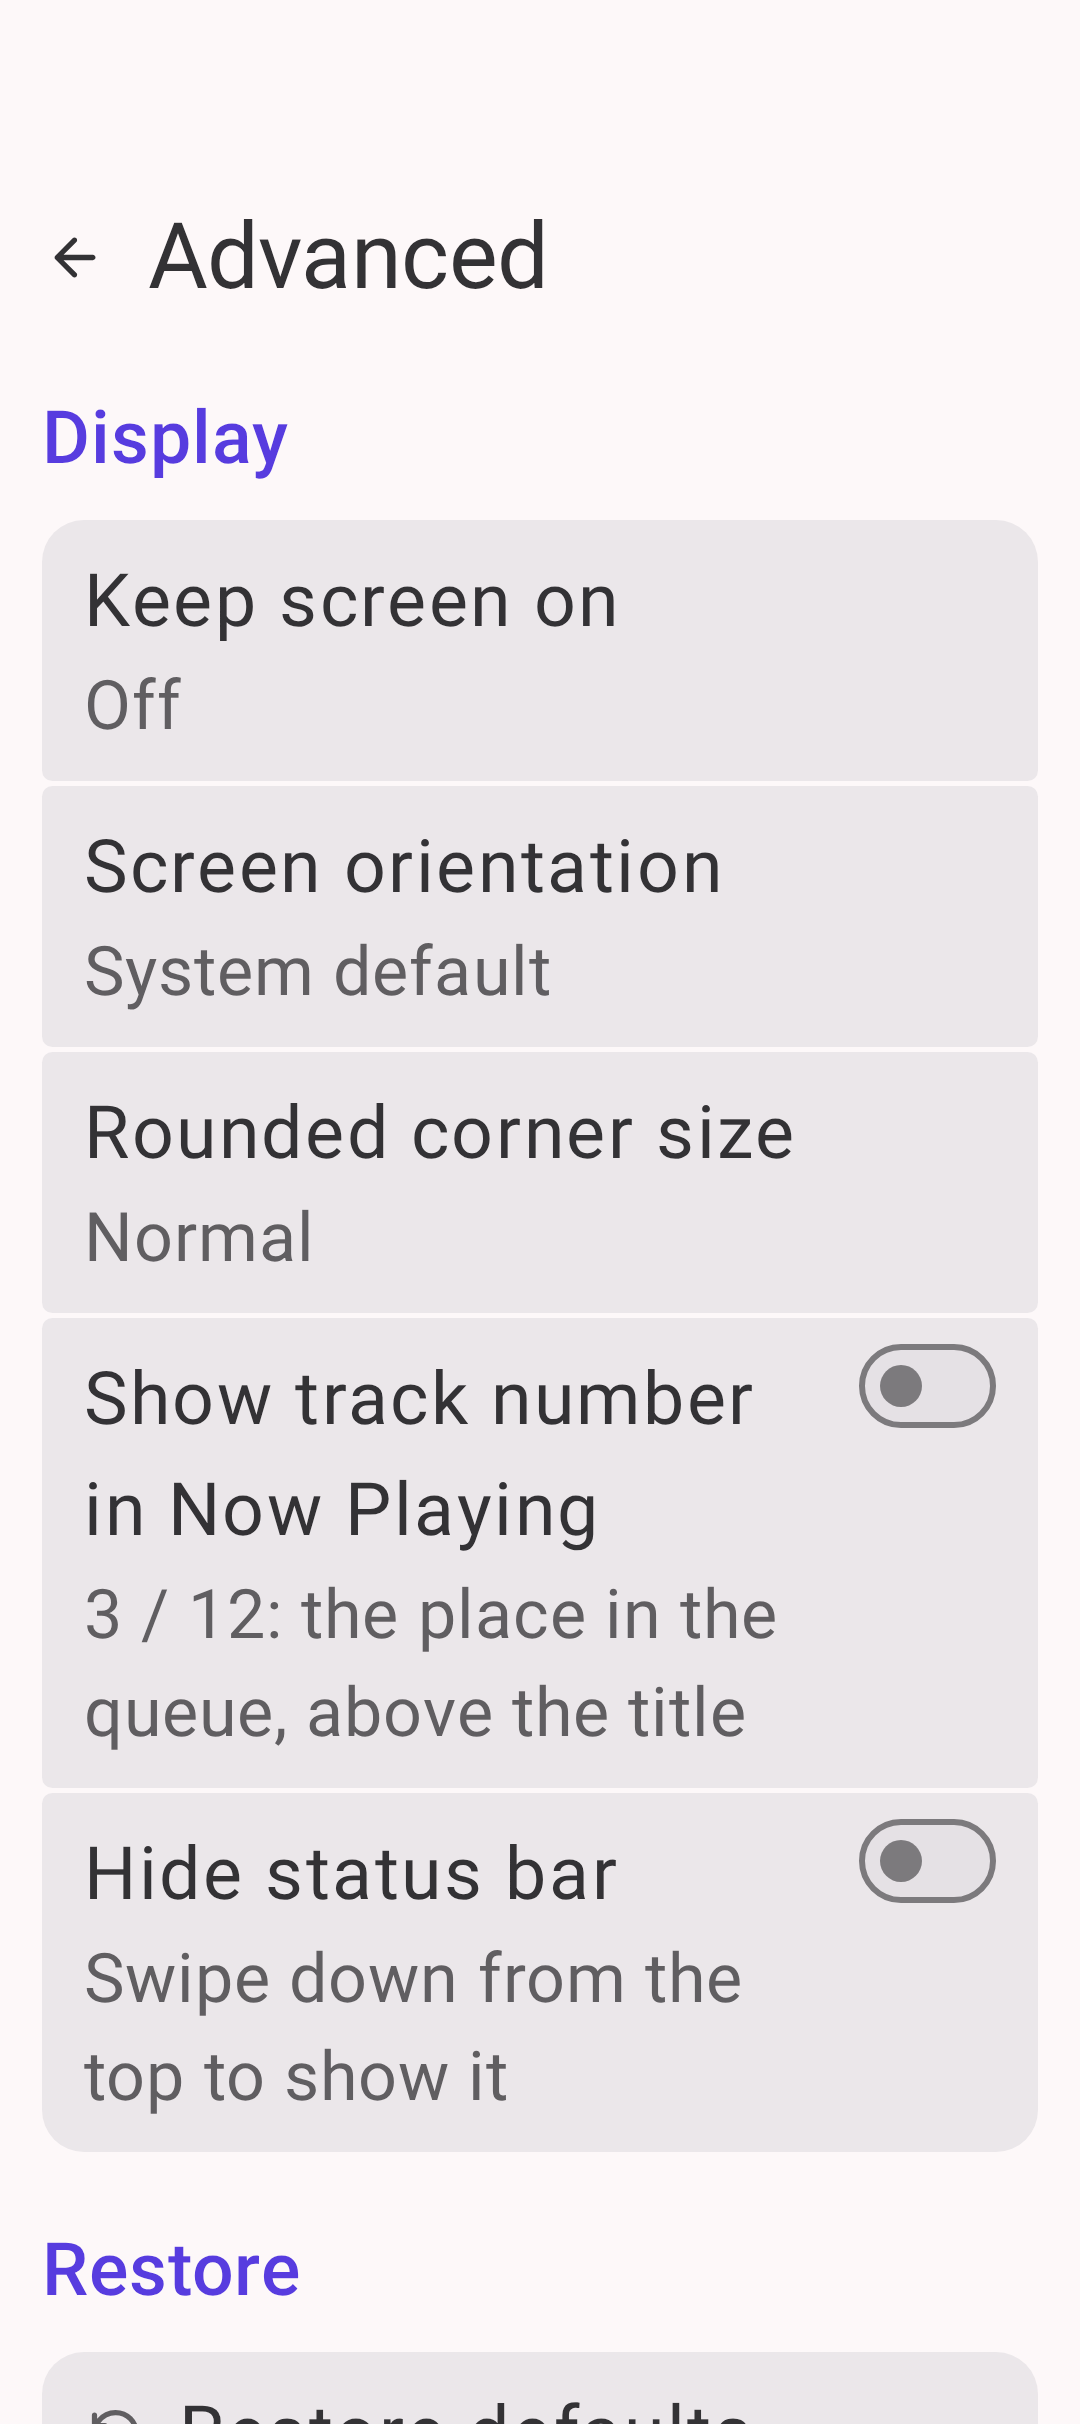 Advanced
Display
Keep screen on
Off
Screen orientation
System default
Rounded corner size
Normal
Show track number
in Now Playing
3 / 12: the place in the
queue, above the title
Hide status bar
Swipe down from the
top to show it
Restore
Restore defaults